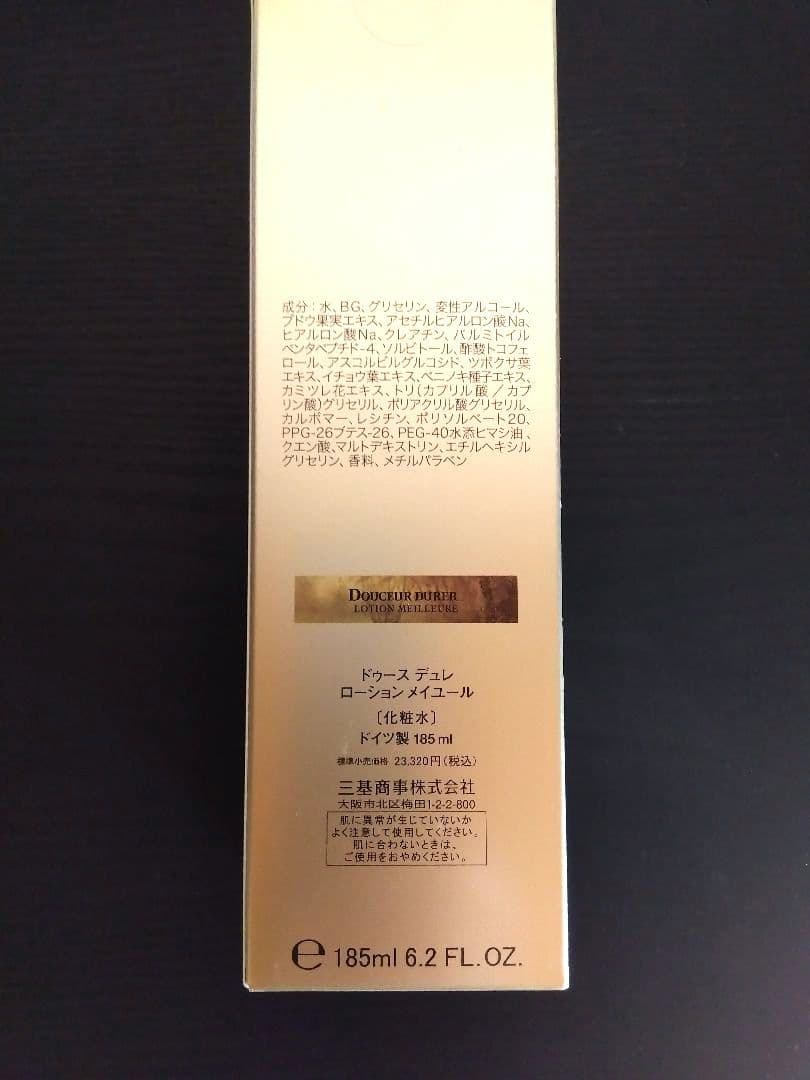 成分：水、BG、グリセリン、変性アルコール、
ブドウ果実エキス、アセチルヒアルロン酸Na、
ヒアルロン酸Na、クレアチン、パルミトイル
ペンタペプチド-4、ソルビトール、酢酸トコフェ
ロール、アスコルビルグルコシド、ツボクサ葉
エキス、イチョウ葉エキス、ベニノキ種子エキス、
カミツレ花エキス、トリ（カプリル酸／カプ
リン酸）グリセリル、ポリアクリル酸グリセリル、
カルボマー、レシチン、ポリソルベート20、
PPG-26ブテス-26、PEG-40水添ヒマシ油、
クエン酸、マルトデキストリン、エチルヘキシル
グリセリン、香料、メチルパラベン
DOUCEUR DURER
LOTION MEILLEURE
ドゥース デュレ
ローション メイユール
〔化粧水〕
ドイツ製 185ml
標準小売価格 23,320円（税込）
三基商事株式会社
大阪市北区梅田1-2-2-800
肌に異常が生じていないか
よく注意して使用してください。
肌に合わないときは、
ご使用をおやめください。
℮ 185ml 6.2 FL.OZ.